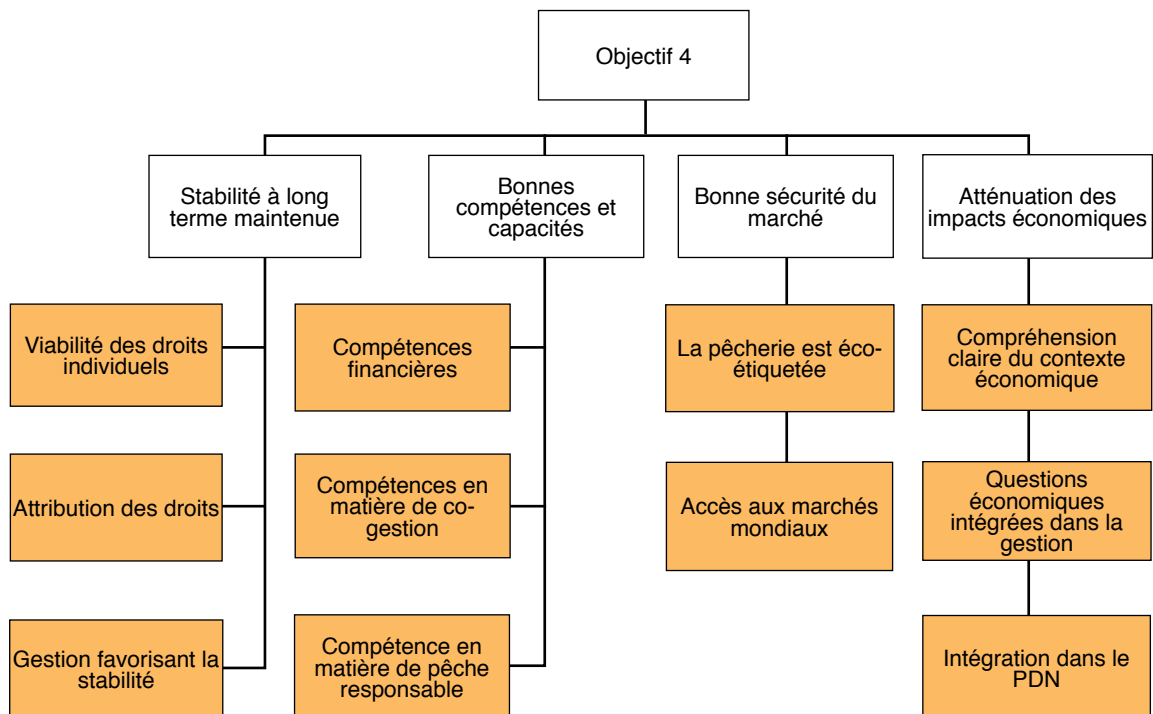 Objectif 4
Stabilité à long
terme maintenue
Bonnes
compétences et
capacités
Bonne sécurité du
marché
Atténuation des
impacts économiques
Viabilité des droits
individuels
Compétences
financières
La pêcherie est éco-
étiquetée
Compréhension
claire du contexte
économique
Attribution des droits
Compétences en
matière de co-
gestion
Accès aux marchés
mondiaux
Questions
économiques
intégrées dans la
gestion
Gestion favorisant la
stabilité
Compétence en
matière de pêche
responsable
Intégration dans le
PDN